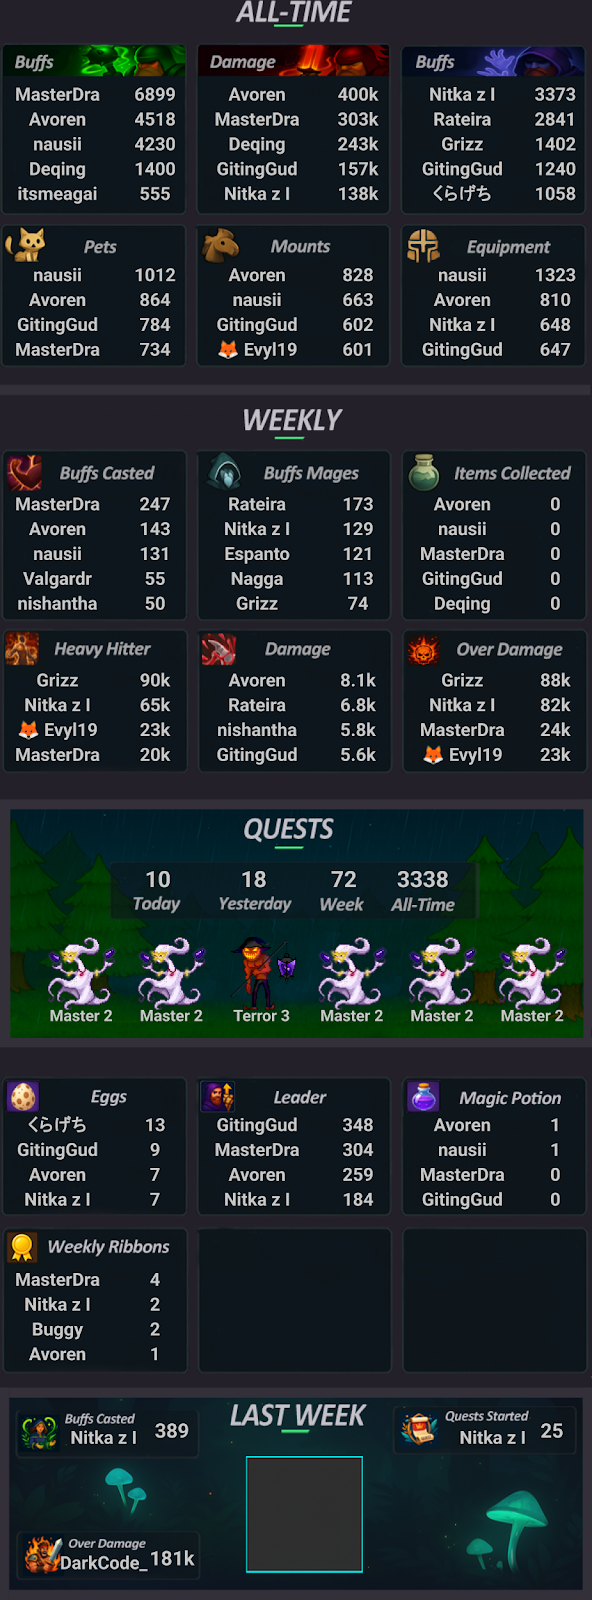 ALL-TIME
Buffs
MasterDra 6899
Avoren 4518
nausii 4230
Deqing 1400
itsmeagai 555
Damage
Avoren 400k
MasterDra 303k
Deqing 243k
GitingGud 157k
Nitka z l 138k
Buffs
Nitka z l 3373
Rateira 2841
Grizz 1402
GitingGud 1240
くらげち 1058
Pets
nausii 1012
Avoren 864
GitingGud 784
MasterDra 734
Mounts
Avoren 828
nausii 663
GitingGud 602
🦊 Evyl19 601
Equipment
nausii 1323
Avoren 810
Nitka z l 648
GitingGud 647
WEEKLY
Buffs Casted
MasterDra 247
Avoren 143
nausii 131
Valgardr 55
nishantha 50
Buffs Mages
Rateira 173
Nitka z l 129
Espanto 121
Nagga 113
Grizz 74
Items Collected
Avoren 0
nausii 0
MasterDra 0
GitingGud 0
Deqing 0
Heavy Hitter
Grizz 90k
Nitka z l 65k
🦊 Evyl19 23k
MasterDra 20k
Damage
Avoren 8.1k
Rateira 6.8k
nishantha 5.8k
GitingGud 5.6k
Over Damage
Grizz 88k
Nitka z l 82k
MasterDra 24k
🦊 Evyl19 23k
QUESTS
10 18 72 3338
Today Yesterday Week All-Time
Master 2 Master 2 Terror 3 Master 2 Master 2 Master 2
Eggs
くらげち 13
GitingGud 9
Avoren 7
Nitka z l 7
Leader
GitingGud 348
MasterDra 304
Avoren 259
Nitka z l 184
Magic Potion
Avoren 1
nausii 1
MasterDra 0
GitingGud 0
Weekly Ribbons
MasterDra 4
Nitka z l 2
Buggy 2
Avoren 1
LAST WEEK
Buffs Casted
Nitka z l 389
Quests Started
Nitka z l 25
Over Damage
DarkCode_ 181k